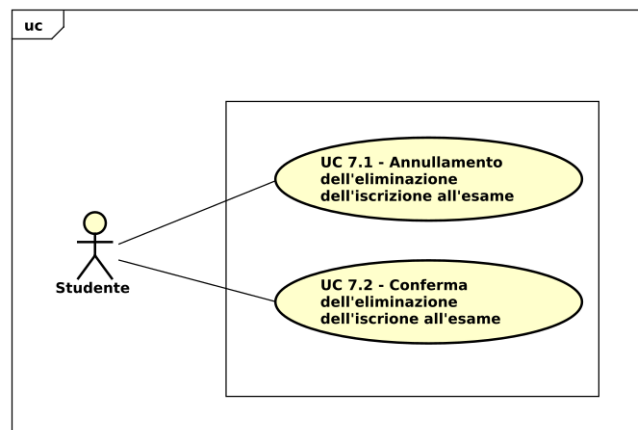 uc
UC 7.1 - Annullamento
dell'eliminazione
dell'iscrizione all'esame
Studente
UC 7.2 - Conferma
dell'eliminazione
dell'iscrione all'esame